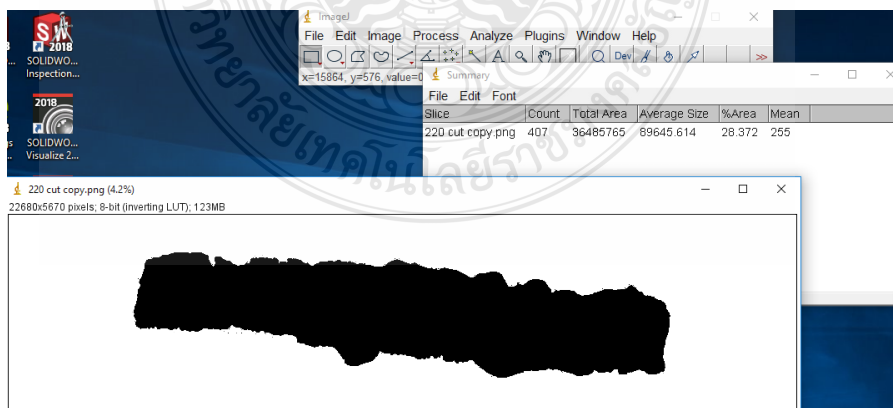 ImageJ
File Edit Image Process Analyze Plugins Window Help
Dev
x=15864, y=576, value=0
Summary
File Edit Font
Slice Count Total Area Average Size %Area Mean
220 cut copy.png 407 36485765 89645.614 28.372 255
2018
SOLIDWO...
Inspection...
2018
SOLIDWO...
Visualize 2...
220 cut copy.png (4.2%)
22680x5670 pixels; 8-bit (inverting LUT); 123MB